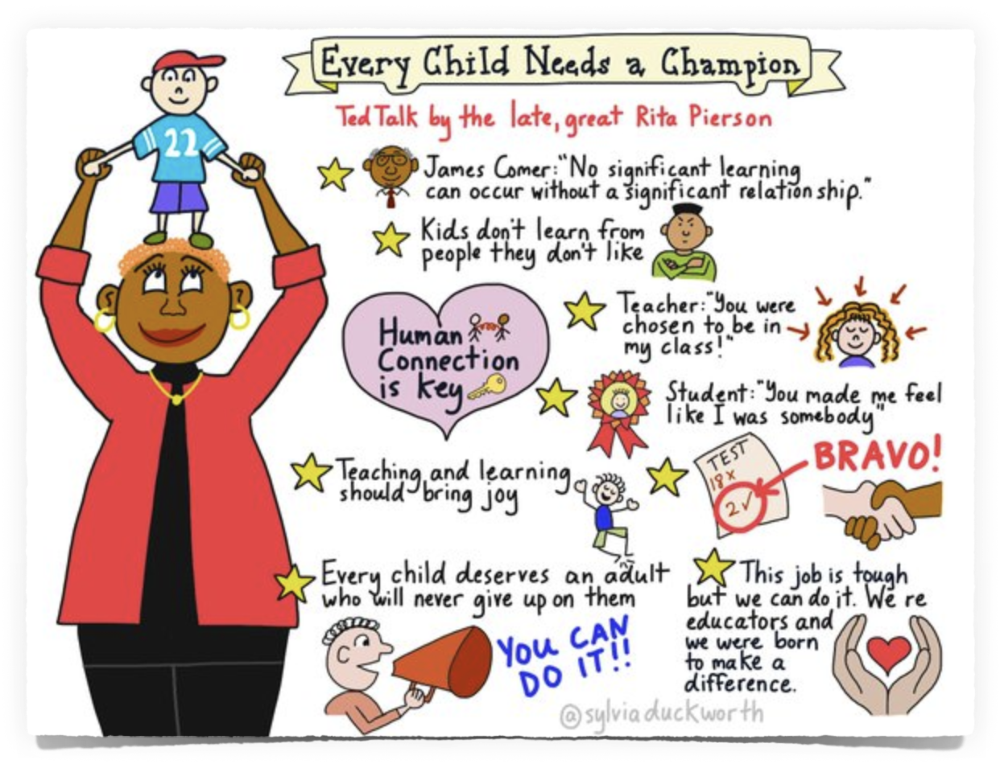 Every Child Needs a Champion
Ted Talk by the late, great Rita Pierson
22
James Comer: "No significant learning
can occur without a significant relationship."
Kids don't learn from
people they don't like
Human
Connection
is key
Teacher: "You were
chosen to be in
my class!"
Student: "You made me feel
like I was somebody"
Teaching and learning
should bring joy
TEST
18x
2✓
BRAVO!
Every child deserves an adult
who will never give up on them
YOU CAN
DO IT!!
This job is tough
but we can do it. We re
educators and
we were born
to make a
difference.
@sylviaduckworth